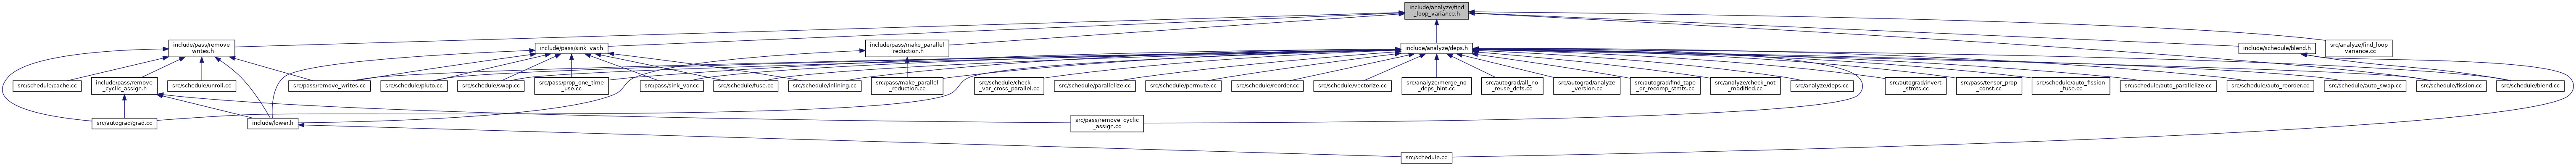 include/analyze/find
_loop_variance.h
include/pass/remove
_writes.h
include/pass/sink_var.h
include/pass/make_parallel
_reduction.h
include/analyze/deps.h
include/schedule/blend.h
src/analyze/find_loop
_variance.cc
src/schedule/cache.cc
include/pass/remove
_cyclic_assign.h
src/schedule/unroll.cc
src/pass/remove_writes.cc
src/schedule/pluto.cc
src/schedule/swap.cc
src/pass/prop_one_time
_use.cc
src/pass/sink_var.cc
src/schedule/fuse.cc
src/schedule/inlining.cc
src/pass/make_parallel
_reduction.cc
src/schedule/check
_var_cross_parallel.cc
src/schedule/parallelize.cc
src/schedule/permute.cc
src/schedule/reorder.cc
src/schedule/vectorize.cc
src/analyze/merge_no
_deps_hint.cc
src/autograd/all_no
_reuse_defs.cc
src/autograd/analyze
_version.cc
src/autograd/find_tape
_or_recomp_stmts.cc
src/analyze/check_not
_modified.cc
src/analyze/deps.cc
src/autograd/invert
_stmts.cc
src/pass/tensor_prop
_const.cc
src/schedule/auto_fission
_fuse.cc
src/schedule/auto_parallelize.cc
src/schedule/auto_reorder.cc
src/schedule/auto_swap.cc
src/schedule/fission.cc
src/schedule/blend.cc
src/autograd/grad.cc
include/lower.h
src/pass/remove_cyclic
_assign.cc
src/schedule.cc